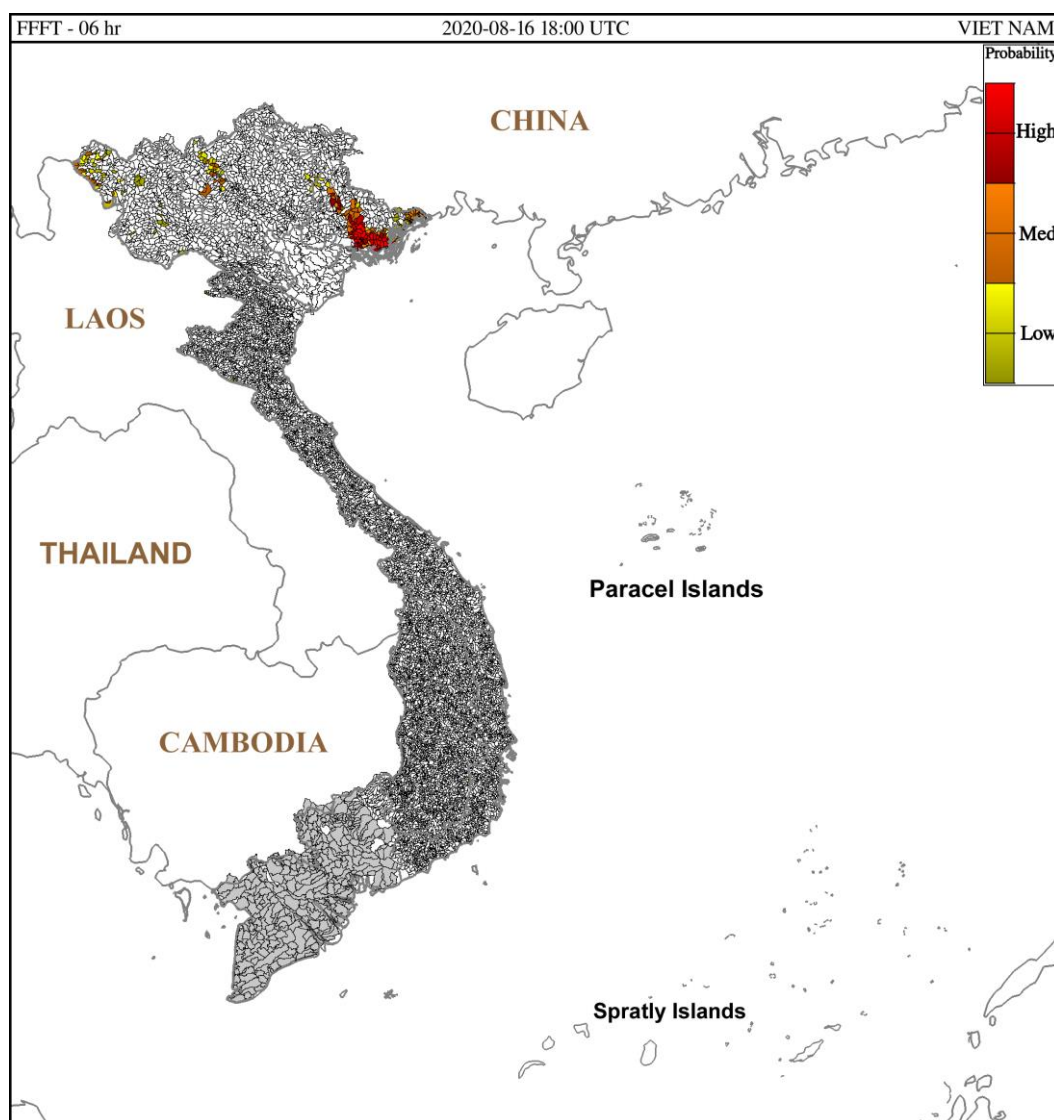 FFFT - 06 hr 2020-08-16 18:00 UTC VIET NAM
Probability
High
Med
Low
CHINA
LAOS
THAILAND
Paracel Islands
CAMBODIA
Spratly Islands